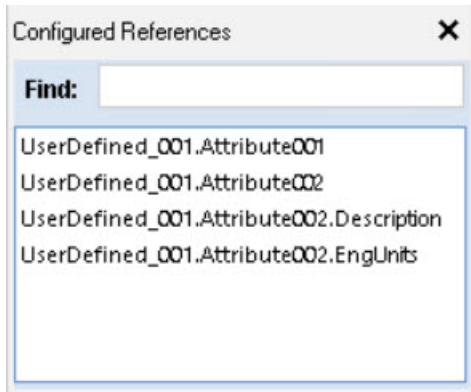 Configured References
Find:
UserDefined_001.Attribute001
UserDefined_001.Attribute002
UserDefined_001.Attribute002.Description
UserDefined_001.Attribute002.EngUnits